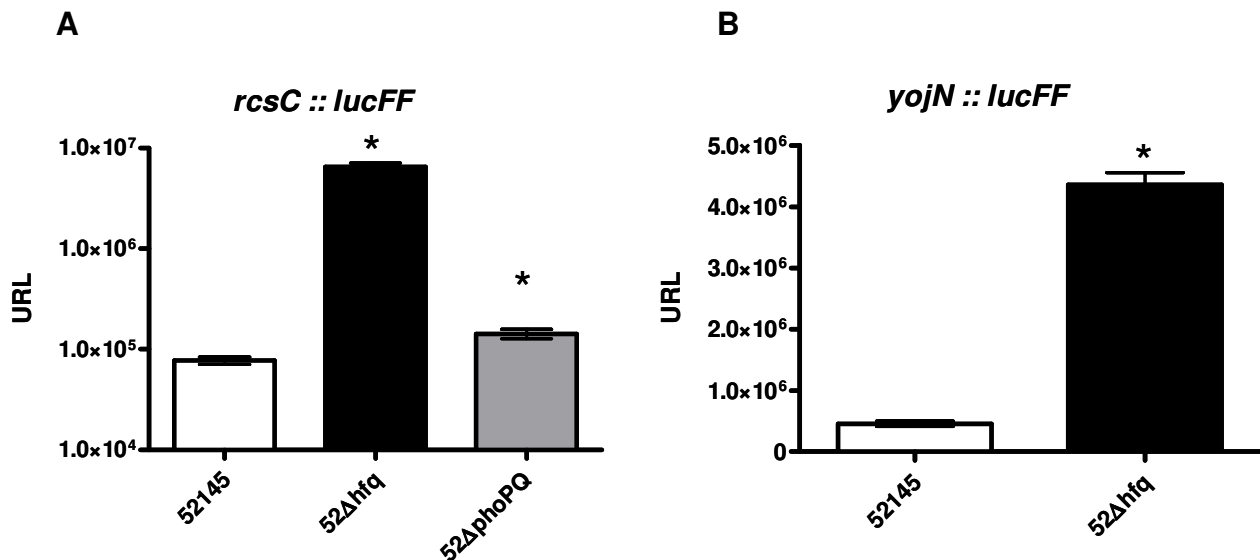 A
rcsC :: lucFF
*
1.0×10⁷
1.0×10⁶
1.0×10⁵
1.0×10⁴
*
URL
52145
52Δhfq
52ΔphoPQ
B
yojN :: lucFF
*
5.0×10⁶
4.0×10⁶
3.0×10⁶
2.0×10⁶
1.0×10⁶
0
URL
52145
52Δhfq